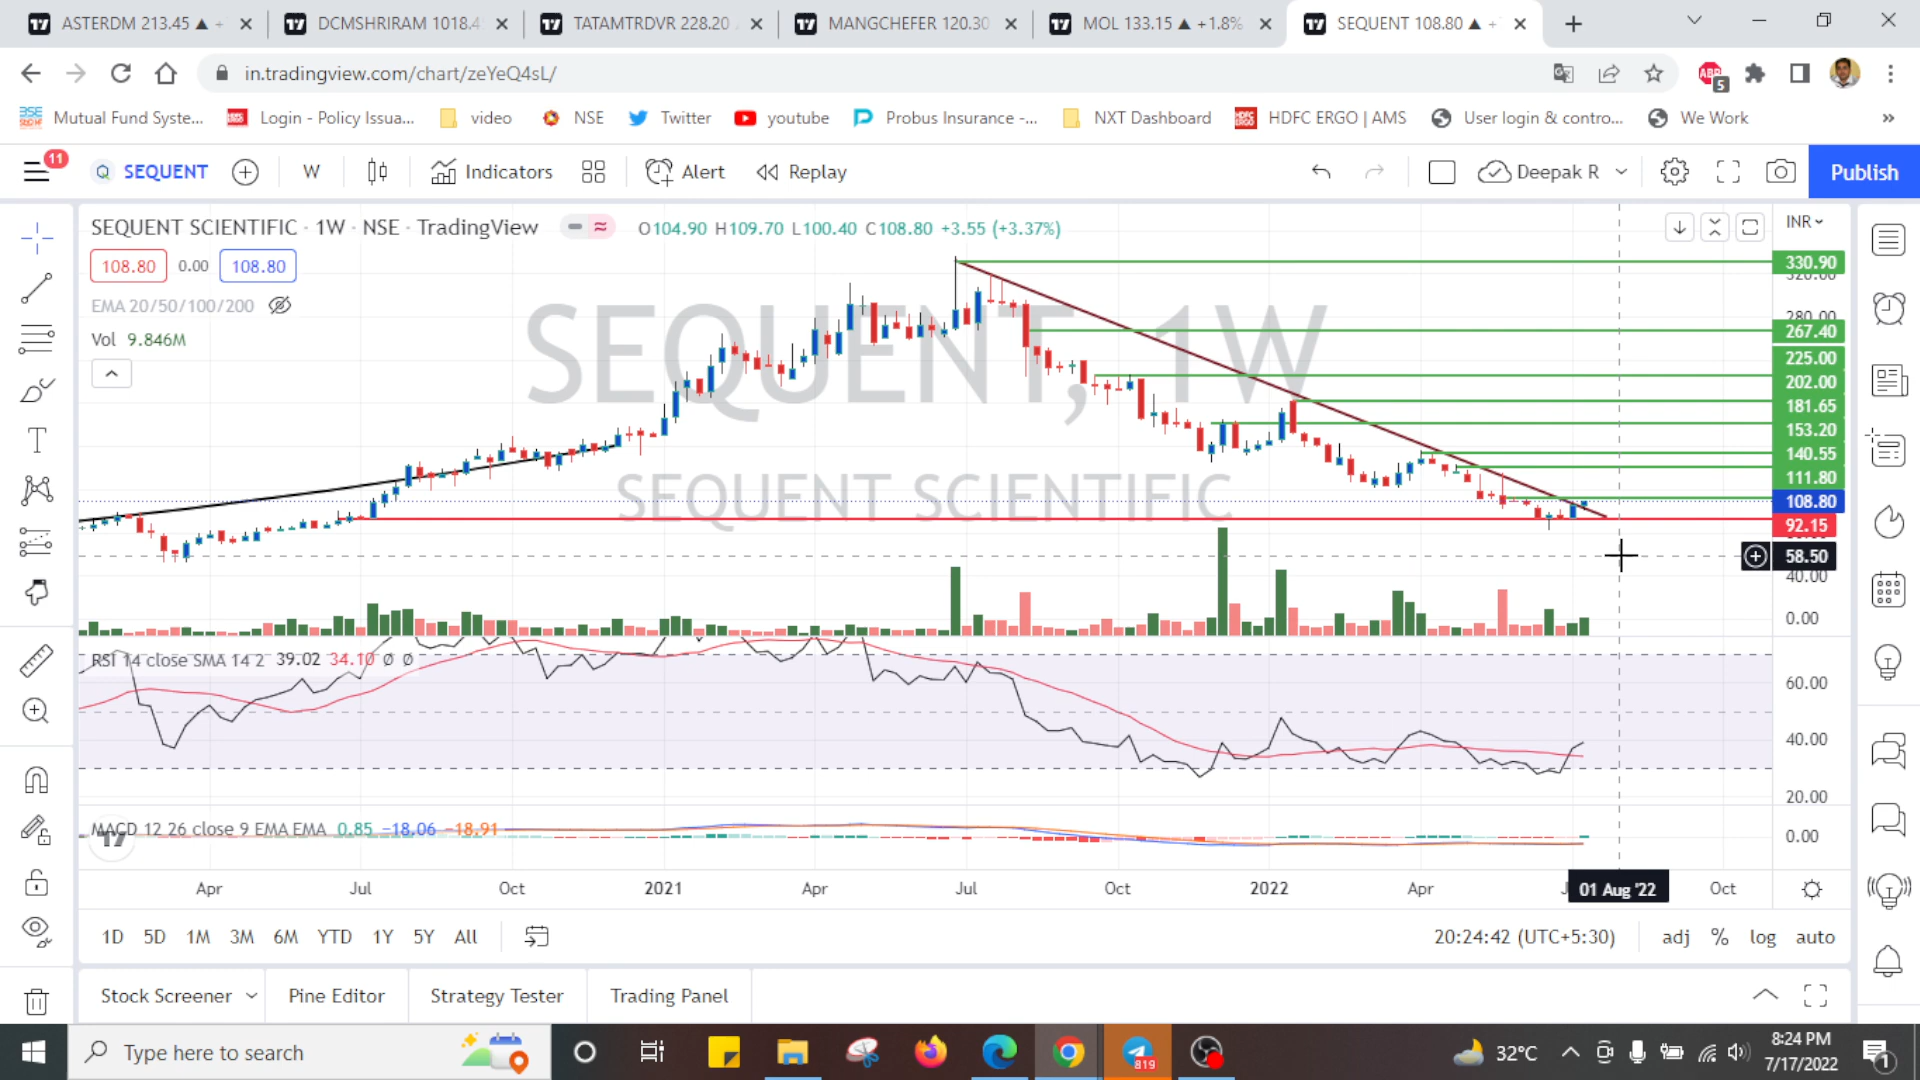 ASTERDM 213.45 ▲ +
DCMSHRIRAM 1018.4
TATAMTRDVR 228.20
MANGCHEFER 120.30
MOL 133.15 ▲ +1.8%
SEQUENT 108.80 ▲ +
in.tradingview.com/chart/zeYeQ4sL/
ABP 5
Mutual Fund Syste...
Login - Policy Issua...
video
NSE
Twitter
youtube
Probus Insurance -...
NXT Dashboard
HDFC ERGO | AMS
User login & contro...
We Work
»
11
SEQUENT
W
Indicators
Alert
Replay
Deepak R
Publish
SEQUENT SCIENTIFIC · 1W · NSE · TradingView
O104.90 H109.70 L100.40 C108.80 +3.55 (+3.37%)
INR
108.80 0.00 108.80
EMA 20/50/100/200
Vol 9.846M
SEQUENT, 1W
SEQUENT SCIENTIFIC
330.90
320.00
280.00
267.40
225.00
202.00
181.65
153.20
140.55
111.80
108.80
92.15
58.50
40.00
0.00
RSI 14 close SMA 14 2 39.02 34.10 Ø Ø
60.00
40.00
20.00
MACD 12 26 close 9 EMA EMA 0.85 −18.06 −18.91
0.00
Apr Jul Oct 2021 Apr Jul Oct 2022 Apr 01 Aug '22 Oct
1D 5D 1M 3M 6M YTD 1Y 5Y All
20:24:42 (UTC+5:30)
adj % log auto
Stock Screener
Pine Editor
Strategy Tester
Trading Panel
Type here to search
819
32°C
8:24 PM
7/17/2022
1